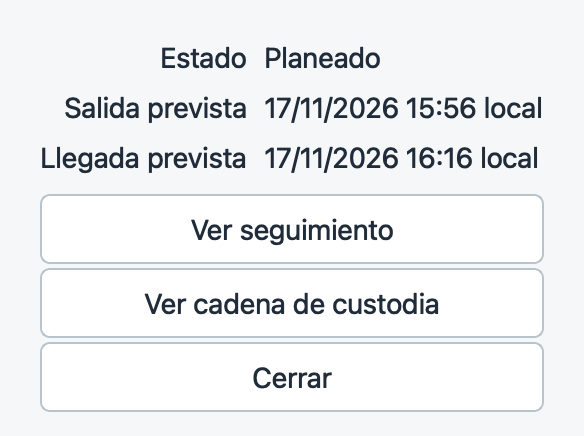 Estado Planeado
Salida prevista 17/11/2026 15:56 local
Llegada prevista 17/11/2026 16:16 local
Ver seguimiento
Ver cadena de custodia
Cerrar